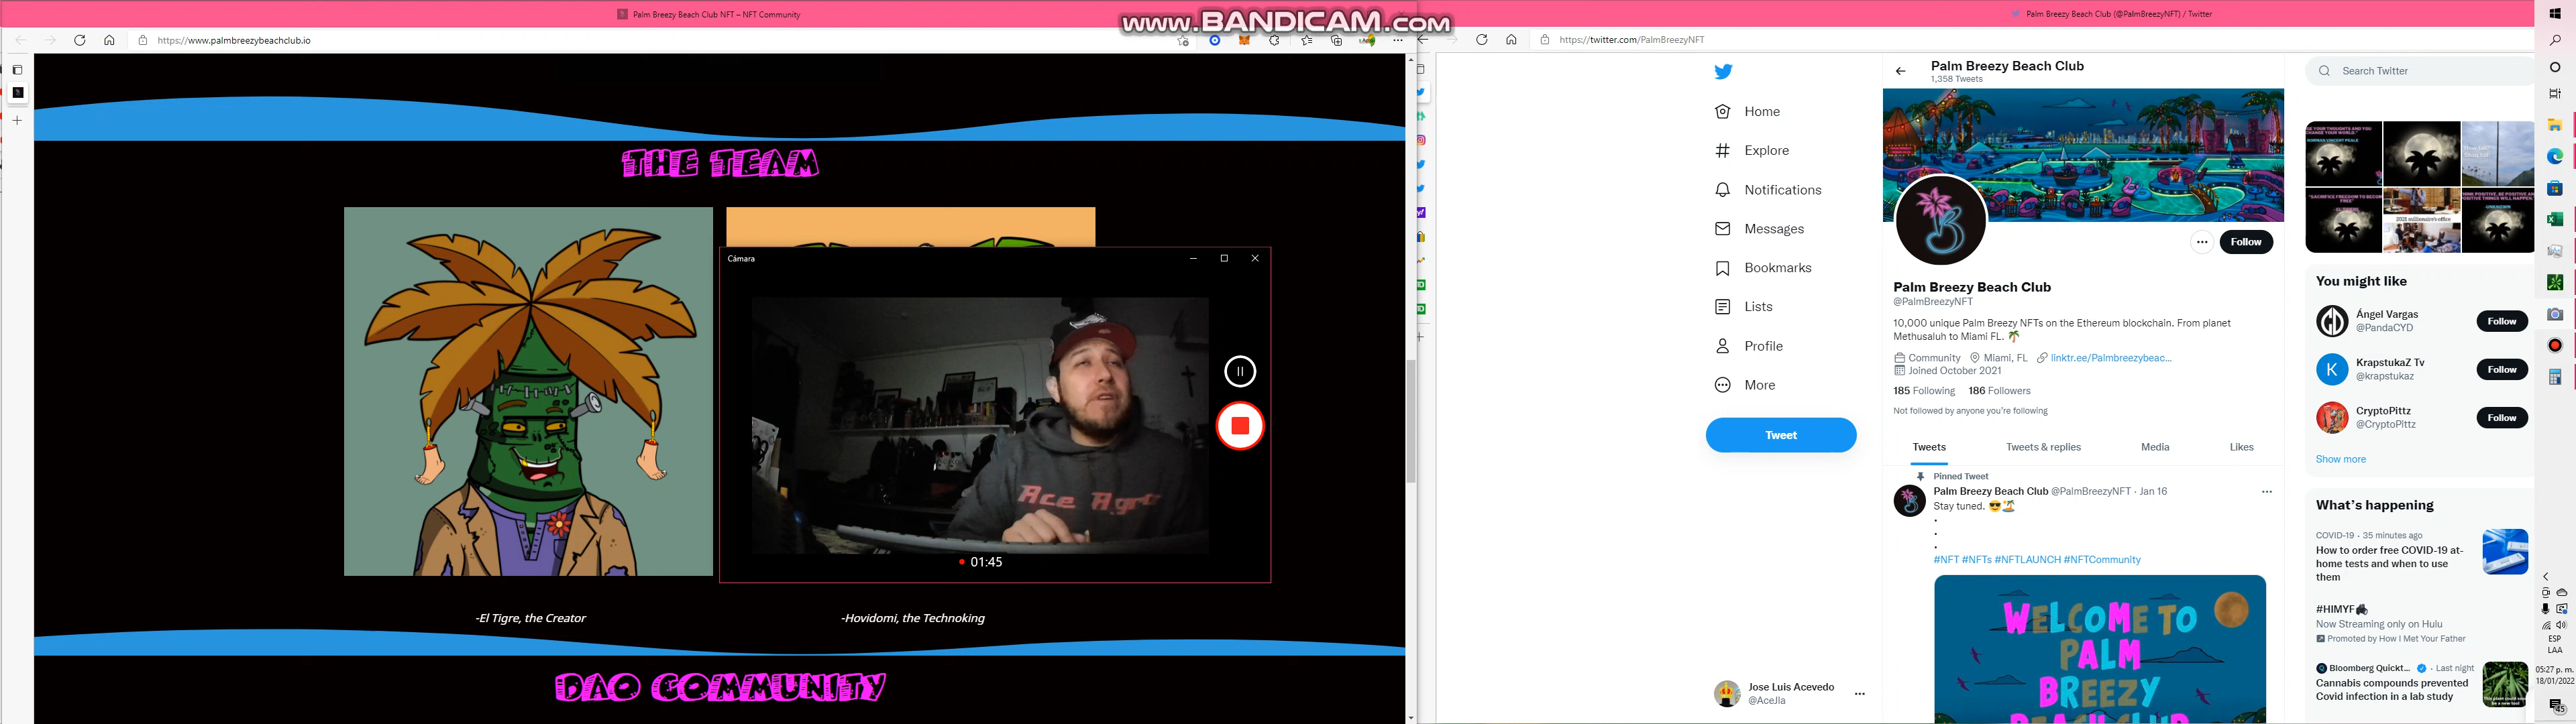 Palm Breezy Beach Club NFT – NFT Community
www.BANDICAM.com
Palm Breezy Beach Club (@PalmBreezyNFT) / Twitter
https://www.palmbreezybeachclub.io
https://twitter.com/PalmBreezyNFT
THE TEAM
Cámara
Ace Agro
01:45
-El Tigre, the Creator
-Hovidomi, the Technoking
DAO COMMUNITY
Home
Explore
Notifications
Messages
Bookmarks
Lists
Profile
More
Tweet
Jose Luis Acevedo
@AceJla
Palm Breezy Beach Club
1,358 Tweets
Follow
Palm Breezy Beach Club
@PalmBreezyNFT
10,000 unique Palm Breezy NFTs on the Ethereum blockchain. From planet
Methusaluh to Miami FL. 🌴
Community Miami, FL linktr.ee/Palmbreezybeac...
Joined October 2021
185 Following 186 Followers
Not followed by anyone you're following
Tweets Tweets & replies Media Likes
Pinned Tweet
Palm Breezy Beach Club @PalmBreezyNFT · Jan 16
Stay tuned. 😎🏝️
.
.
.
#NFT #NFTs #NFTLAUNCH #NFTCommunity
WELCOME TO
PALM
BREEZY
BEACH CLUB
Search Twitter
You might like
Ángel Vargas
@PandaCYD
Follow
K
KrapstukaZ Tv
@krapstukaz
Follow
CryptoPittz
@CryptoPittz
Follow
Show more
What's happening
COVID-19 · 35 minutes ago
How to order free COVID-19 at-
home tests and when to use
them
#HIMYF
Now Streaming only on Hulu
Promoted by How I Met Your Father
Bloomberg Quickt... · Last night
Cannabis compounds prevented
Covid infection in a lab study
ESP
LAA
05:27 p. m.
18/01/2022
45